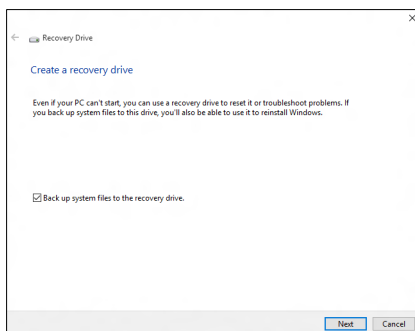 Recovery Drive
Create a recovery drive
Even if your PC can't start, you can use a recovery drive to reset it or troubleshoot problems. If
you back up system files to this drive, you'll also be able to use it to reinstall Windows.
Back up system files to the recovery drive.
Next Cancel